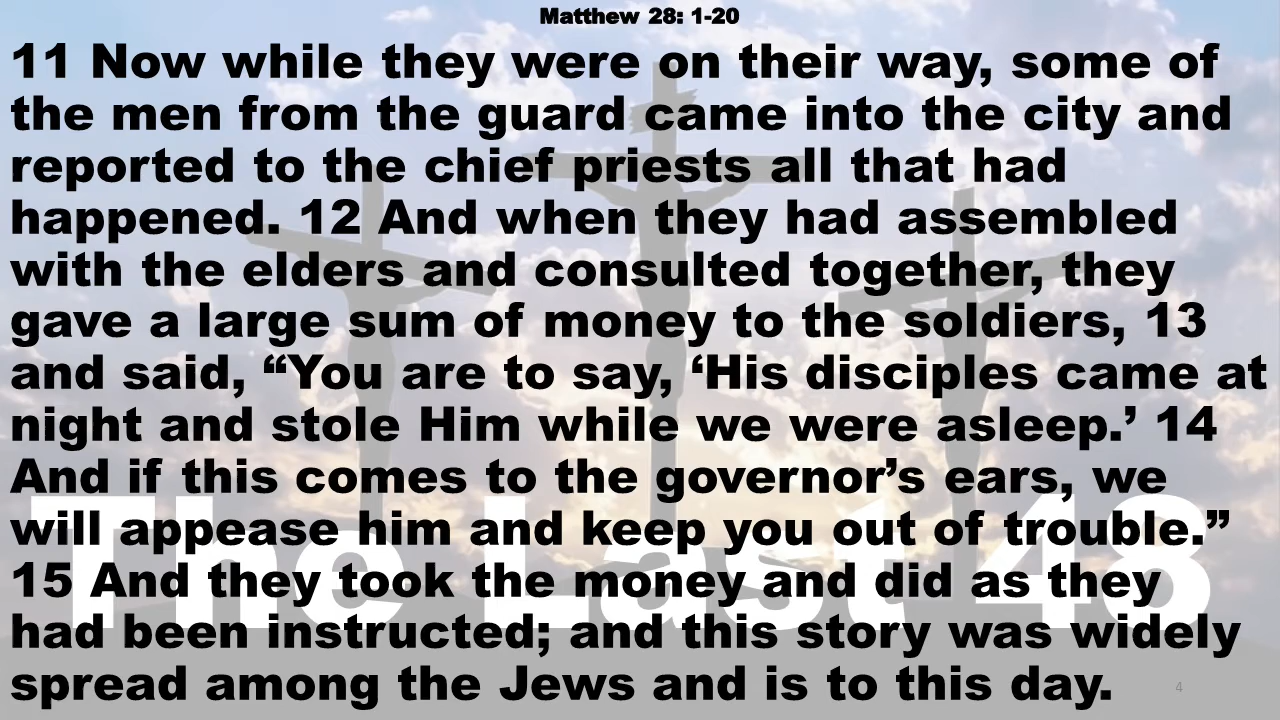 Matthew 28: 1-20
11 Now while they were on their way, some of
the men from the guard came into the city and
reported to the chief priests all that had
happened. 12 And when they had assembled
with the elders and consulted together, they
gave a large sum of money to the soldiers, 13
and said, “You are to say, ‘His disciples came at
night and stole Him while we were asleep.’ 14
And if this comes to the governor’s ears, we
will appease him and keep you out of trouble.”
15 And they took the money and did as they
had been instructed; and this story was widely
spread among the Jews and is to this day.
The Last 48
4